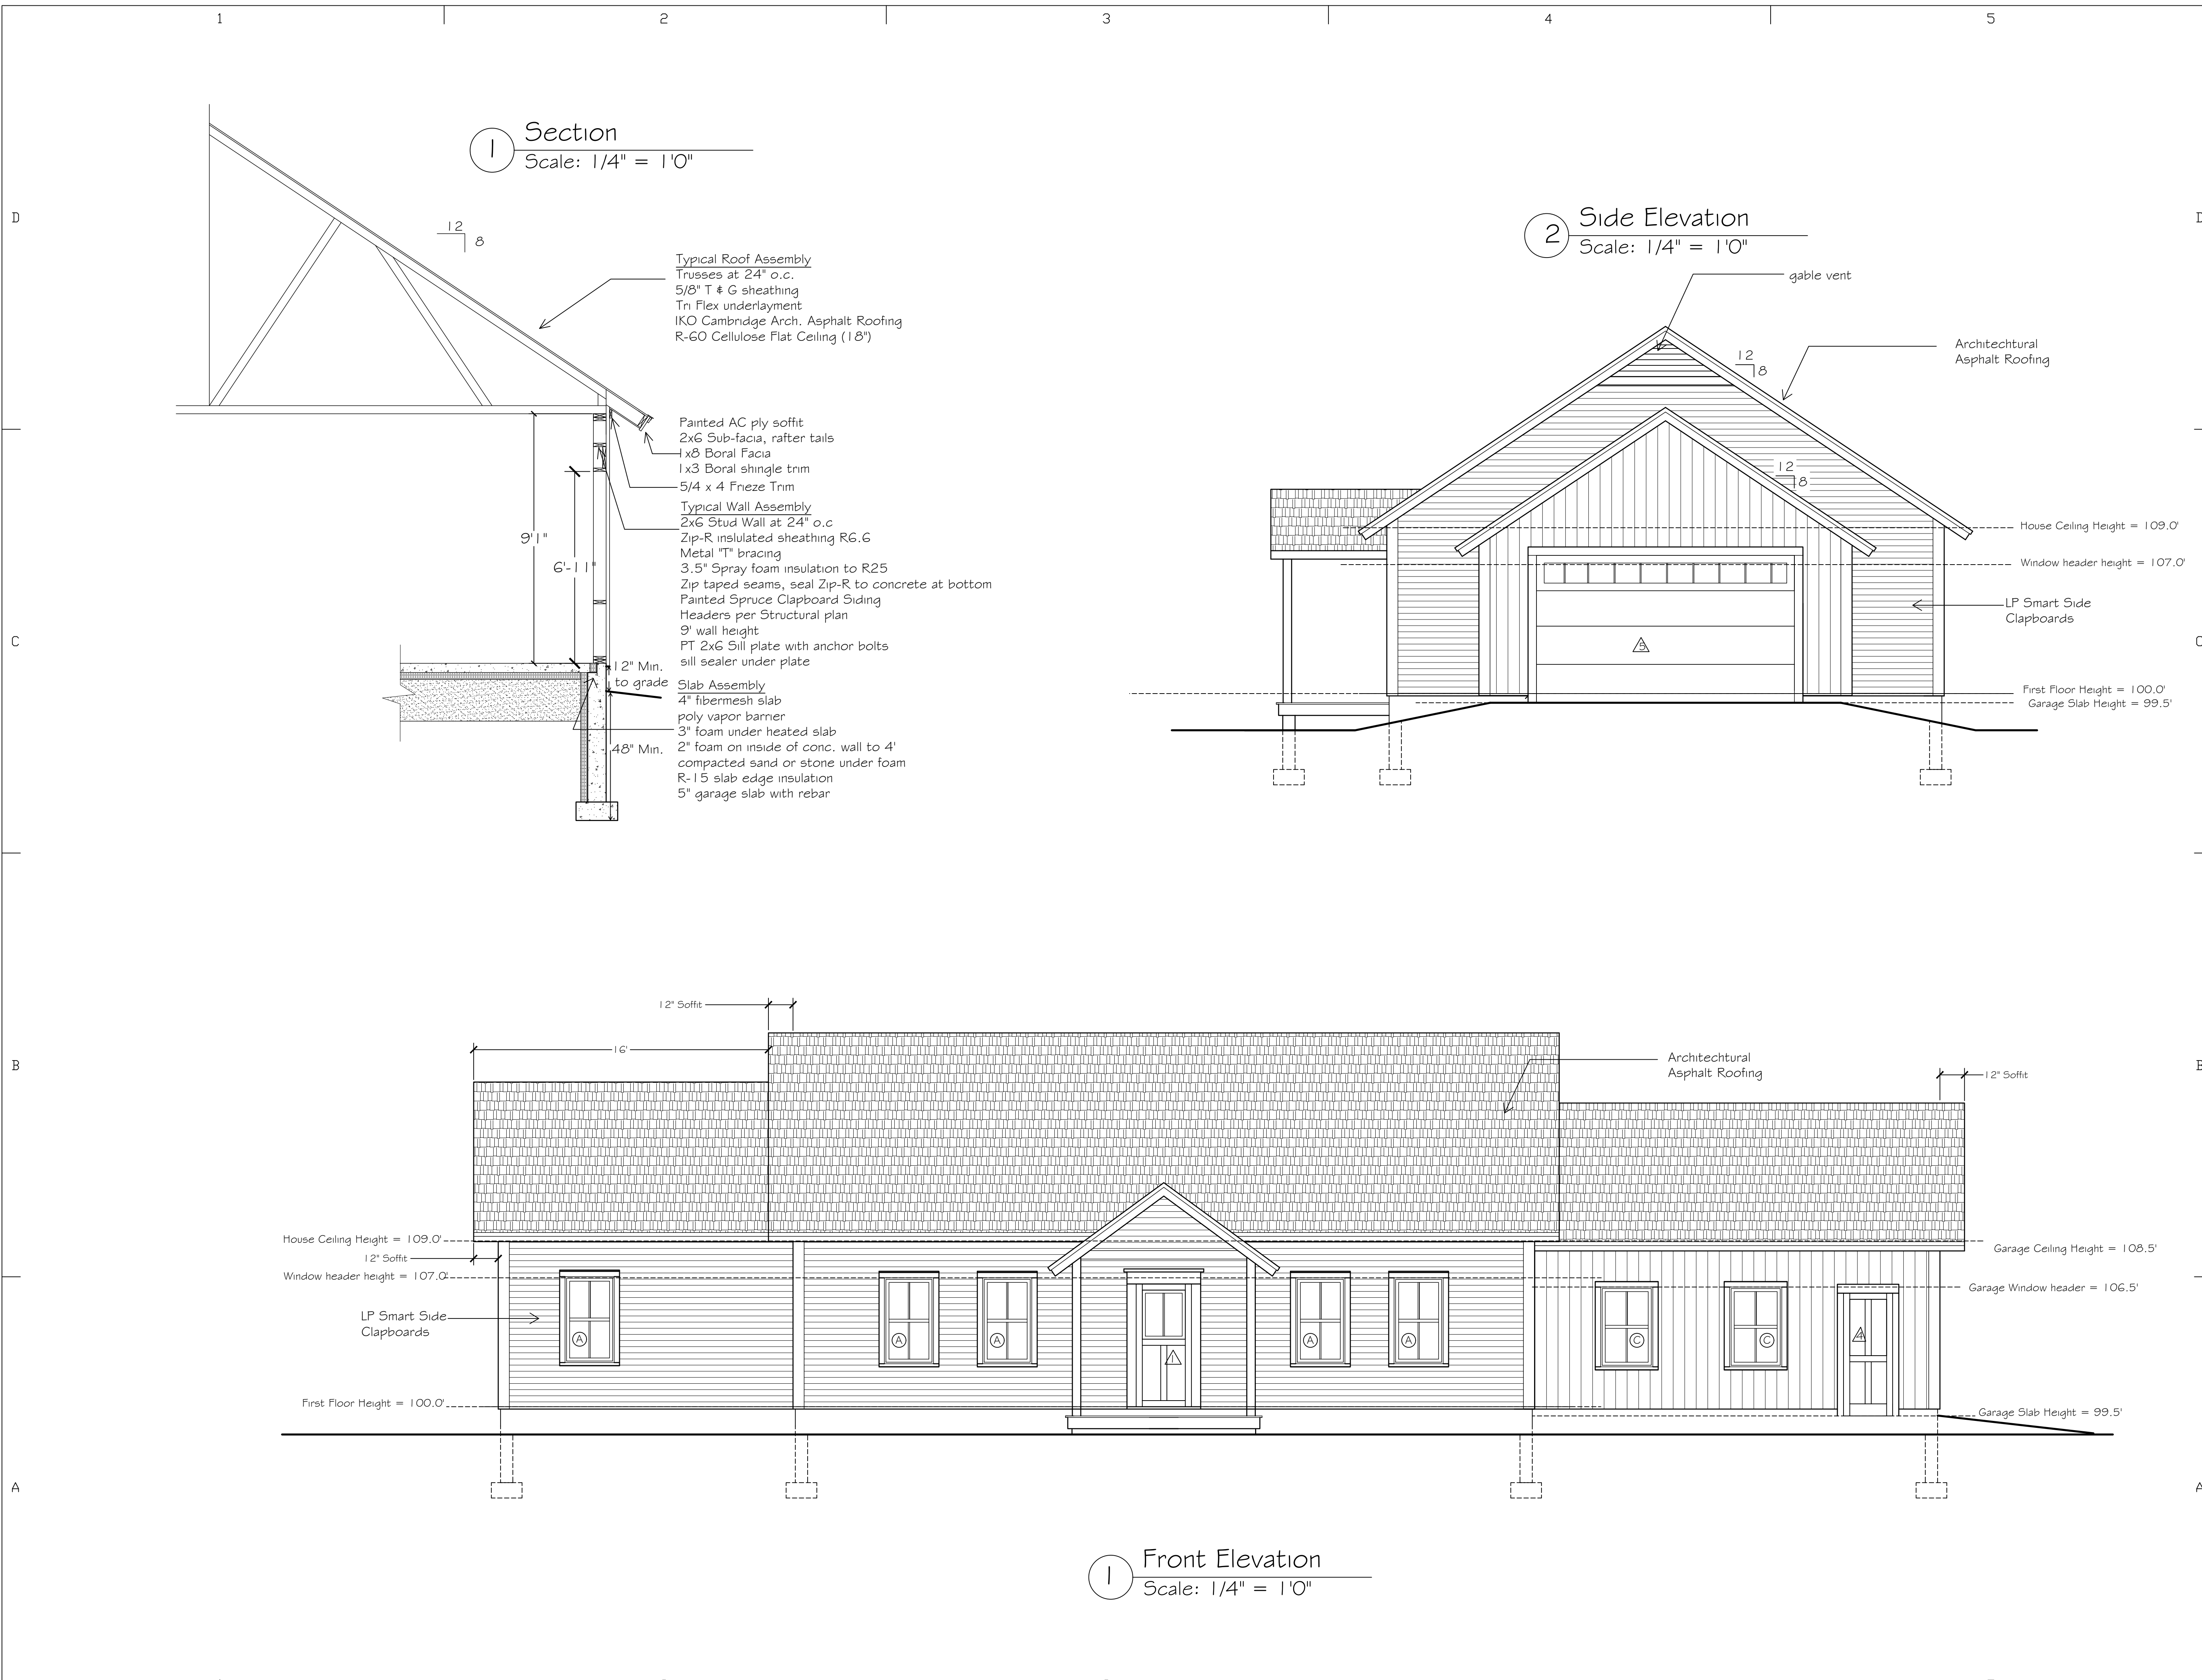 1
2
3
4
5
D
D
1
Section
Scale: 1/4" = 1'0"
12
8
Typical Roof Assembly
Trusses at 24" o.c.
5/8" T & G sheathing
Tri Flex underlayment
IKO Cambridge Arch. Asphalt Roofing
R-60 Cellulose Flat Ceiling (18")
Painted AC ply soffit
2x6 Sub-facia, rafter tails
1x8 Boral Facia
1x3 Boral shingle trim
5/4 x 4 Frieze Trim
Typical Wall Assembly
2x6 Stud Wall at 24" o.c
Zip-R inslulated sheathing R6.6
Metal "T" bracing
3.5" Spray foam insulation to R25
Zip taped seams, seal Zip-R to concrete at bottom
Painted Spruce Clapboard Siding
Headers per Structural plan
9' wall height
PT 2x6 Sill plate with anchor bolts
sill sealer under plate
9'1"
6'-11"
12" Min.
to grade
Slab Assembly
4" fibermesh slab
poly vapor barrier
3" foam under heated slab
2" foam on inside of conc. wall to 4'
compacted sand or stone under foam
R-15 slab edge insulation
5" garage slab with rebar
48" Min.
2
Side Elevation
Scale: 1/4" = 1'0"
gable vent
12
8
Architechtural
Asphalt Roofing
12
8
House Ceiling Height = 109.0'
Window header height = 107.0'
LP Smart Side
Clapboards
5
First Floor Height = 100.0'
Garage Slab Height = 99.5'
C
C
12" Soffit
16'
Architechtural
Asphalt Roofing
12" Soffit
B
B
House Ceiling Height = 109.0'
12" Soffit
Window header height = 107.0'
LP Smart Side
Clapboards
First Floor Height = 100.0'
A
A
A
1
A
A
C
C
4
Garage Ceiling Height = 108.5'
Garage Window header = 106.5'
Garage Slab Height = 99.5'
A
A
1
Front Elevation
Scale: 1/4" = 1'0"